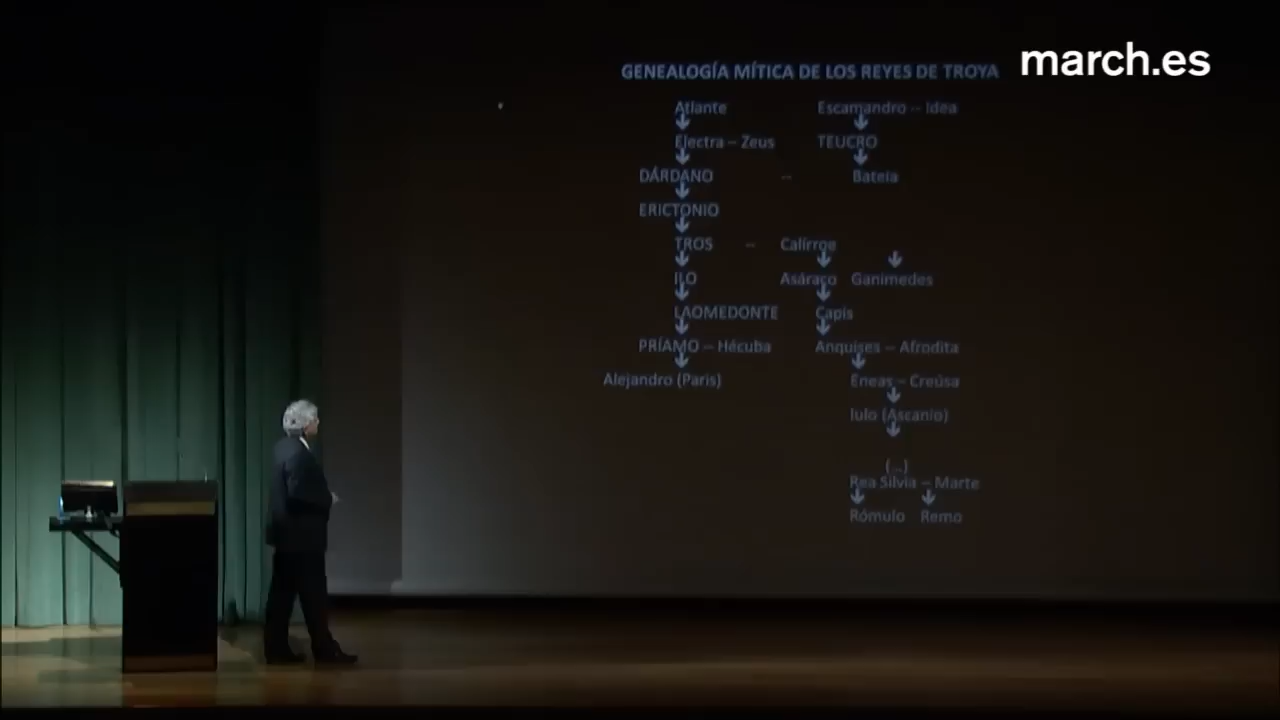 march.es
GENEALOGÍA MÍTICA DE LOS REYES DE TROYA
Atlante Escamandro -- Idea
Electra – Zeus TEUCRO
DÁRDANO -- Bateia
ERICTONIO
TROS -- Calírroe
ILO Asáraco Ganimedes
LAOMEDONTE Capis
PRÍAMO – Hécuba Anquises – Afrodita
Alejandro (Paris) Eneas – Creúsa
Iulo (Ascanio)
(...)
Rea Silvia – Marte
Rómulo Remo